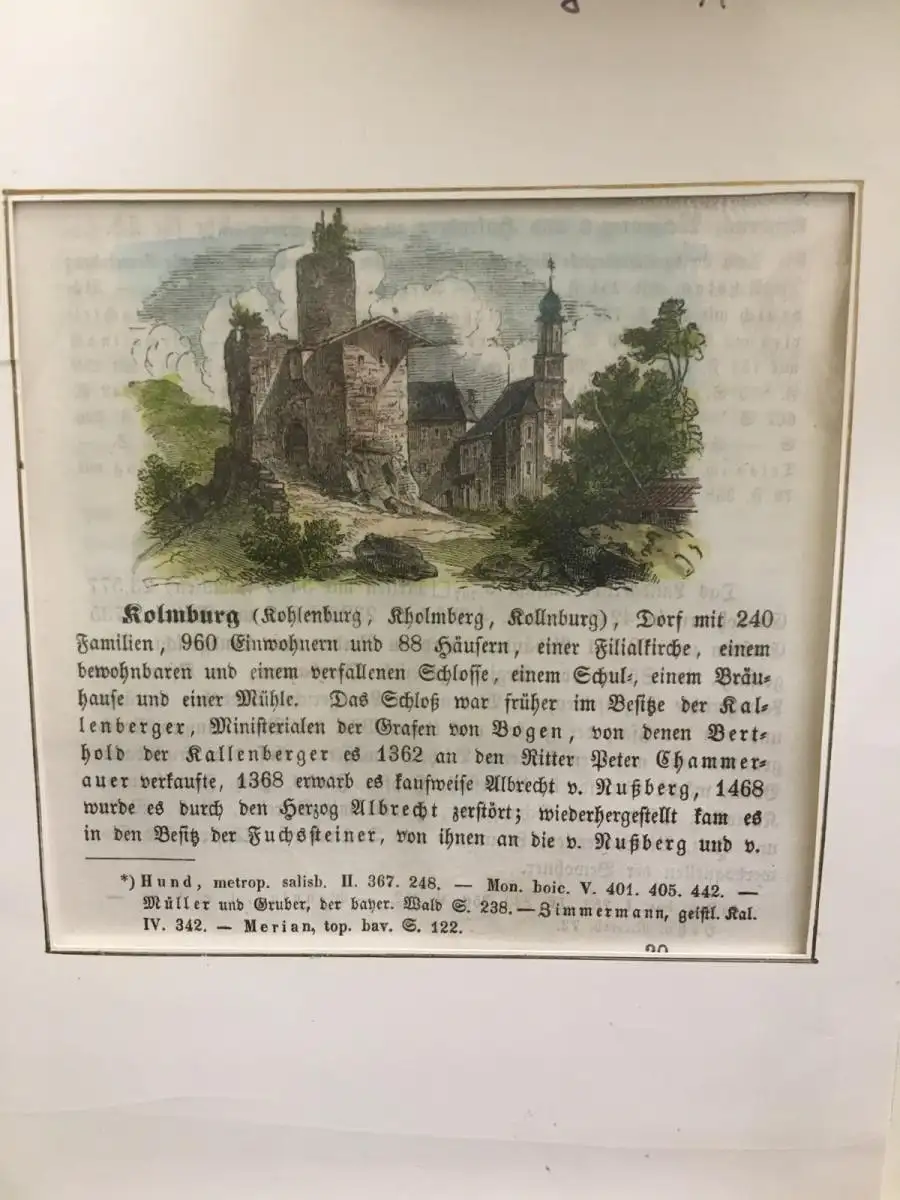 Kolmburg (Kohlenburg, Kholmberg, Kollnburg), Dorf mit 240
Familien, 960 Einwohnern und 88 Häusern, einer Filialkirche, einem
bewohnbaren und einem verfallenen Schlosse, einem Schul-, einem Bräu-
hause und einer Mühle. Das Schloß war früher im Besitze der Kal-
lenberger, Ministerialen der Grafen von Bogen, von denen Bert-
hold der Kallenberger es 1362 an den Ritter Peter Chammer-
auer verkaufte, 1368 erwarb es kaufweise Albrecht v. Nußberg, 1468
wurde es durch den Herzog Albrecht zerstört; wiederhergestellt kam es
in den Besitz der Fuchssteiner, von ihnen an die v. Nußberg und v.
*) Hund, metrop. salisb. II. 367. 248. — Mon. boic. V. 401. 405. 442. —
Müller und Gruber, der bayer. Wald S. 238. — Zimmermann, geistl. Kal.
IV. 342. — Merian, top. bav. S. 122.